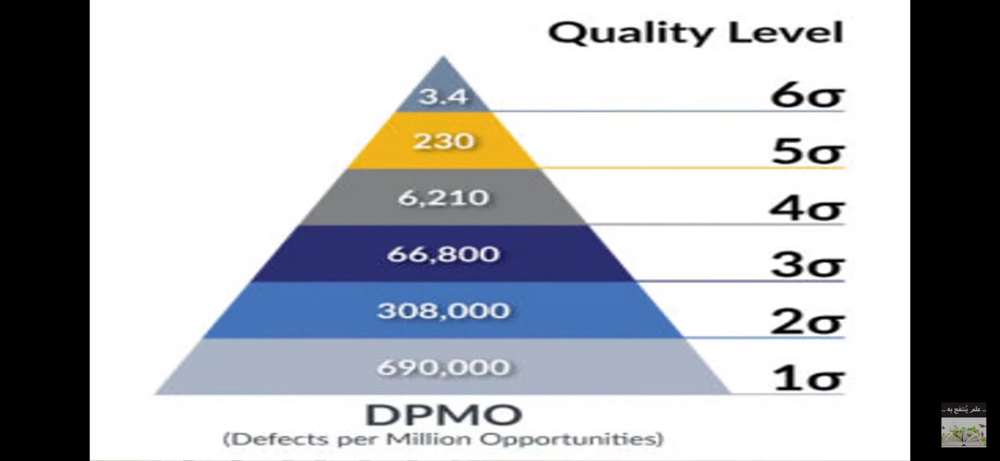 Quality Level
3.4 6σ
230 5σ
6,210 4σ
66,800 3σ
308,000 2σ
690,000 1σ
DPMO
(Defects per Million Opportunities)
.. علم يُنتفع به ..